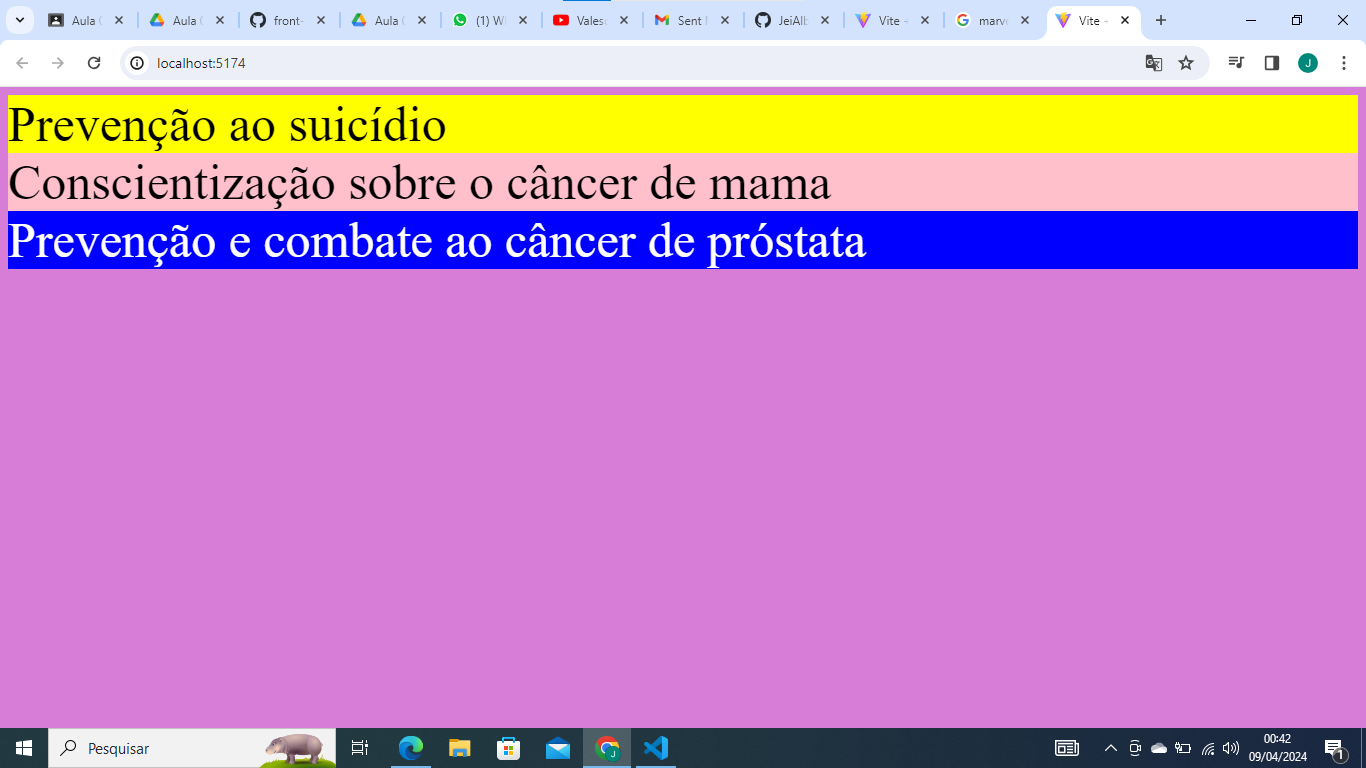 Aula
Aula
front-
Aula
(1) W
Vales
Sent
JeiAlb
Vite -
marv
Vite -
localhost:5174
J
Prevenção ao suicídio
Conscientização sobre o câncer de mama
Prevenção e combate ao câncer de próstata
Pesquisar
J
00:42
09/04/2024
1